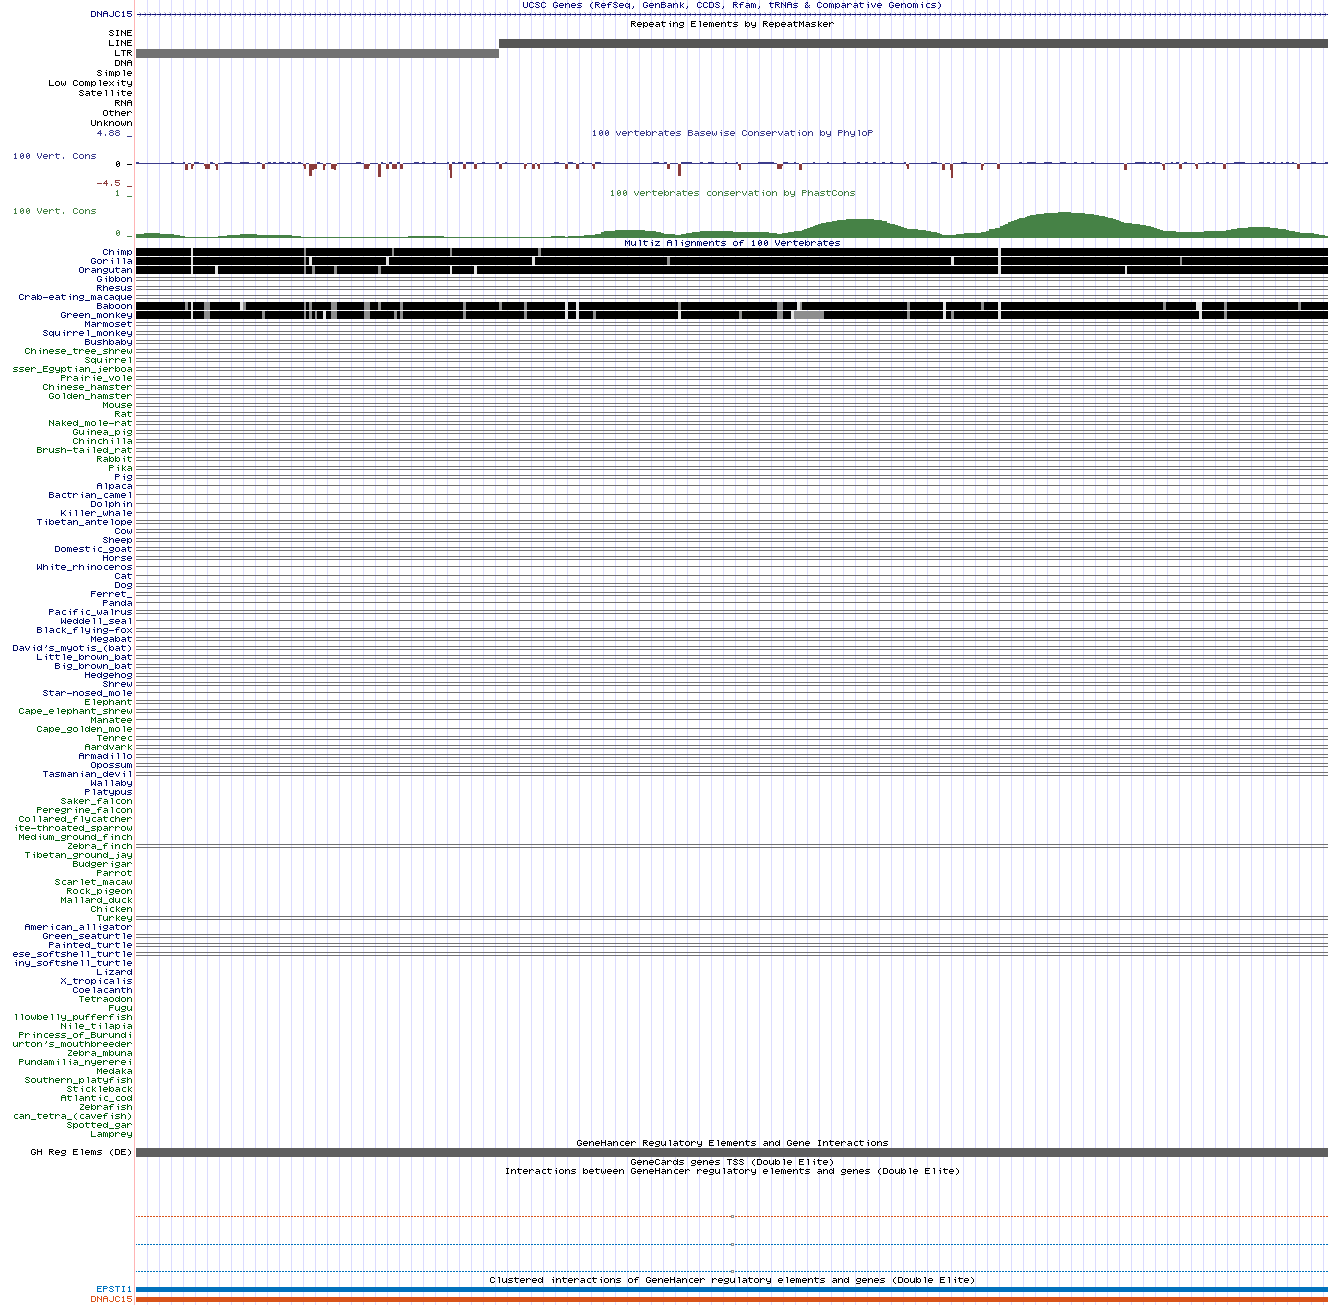 UCSC Genes (RefSeq, GenBank, CCDS, Rfam, tRNAs & Comparative Genomics)
DNAJC15
Repeating Elements by RepeatMasker
SINE
LINE
LTR
DNA
Simple
Low Complexity
Satellite
RNA
Other
Unknown
4.88 _
100 vertebrates Basewise Conservation by PhyloP
100 Vert. Cons
0 _
-4.5 _
1 _
100 vertebrates conservation by PhastCons
100 Vert. Cons
0 _
Multiz Alignments of 100 Vertebrates
Chimp
Gorilla
Orangutan
Gibbon
Rhesus
Crab-eating_macaque
Baboon
Green_monkey
Marmoset
Squirrel_monkey
Bushbaby
Chinese_tree_shrew
Squirrel
sser_Egyptian_jerboa
Prairie_vole
Chinese_hamster
Golden_hamster
Mouse
Rat
Naked_mole-rat
Guinea_pig
Chinchilla
Brush-tailed_rat
Rabbit
Pika
Pig
Alpaca
Bactrian_camel
Dolphin
Killer_whale
Tibetan_antelope
Cow
Sheep
Domestic_goat
Horse
White_rhinoceros
Cat
Dog
Ferret_
Panda
Pacific_walrus
Weddell_seal
Black_flying-fox
Megabat
David's_myotis_(bat)
Little_brown_bat
Big_brown_bat
Hedgehog
Shrew
Star-nosed_mole
Elephant
Cape_elephant_shrew
Manatee
Cape_golden_mole
Tenrec
Aardvark
Armadillo
Opossum
Tasmanian_devil
Wallaby
Platypus
Saker_falcon
Peregrine_falcon
Collared_flycatcher
ite-throated_sparrow
Medium_ground_finch
Zebra_finch
Tibetan_ground_jay
Budgerigar
Parrot
Scarlet_macaw
Rock_pigeon
Mallard_duck
Chicken
Turkey
American_alligator
Green_seaturtle
Painted_turtle
ese_softshell_turtle
iny_softshell_turtle
Lizard
X_tropicalis
Coelacanth
Tetraodon
Fugu
llowbelly_pufferfish
Nile_tilapia
Princess_of_Burundi
urton's_mouthbreeder
Zebra_mbuna
Pundamilia_nyererei
Medaka
Southern_platyfish
Stickleback
Atlantic_cod
Zebrafish
can_tetra_(cavefish)
Spotted_gar
Lamprey
GeneHancer Regulatory Elements and Gene Interactions
GH Reg Elems (DE)
GeneCards genes TSS (Double Elite)
Interactions between GeneHancer regulatory elements and genes (Double Elite)
Clustered interactions of GeneHancer regulatory elements and genes (Double Elite)
EPSTI1
DNAJC15